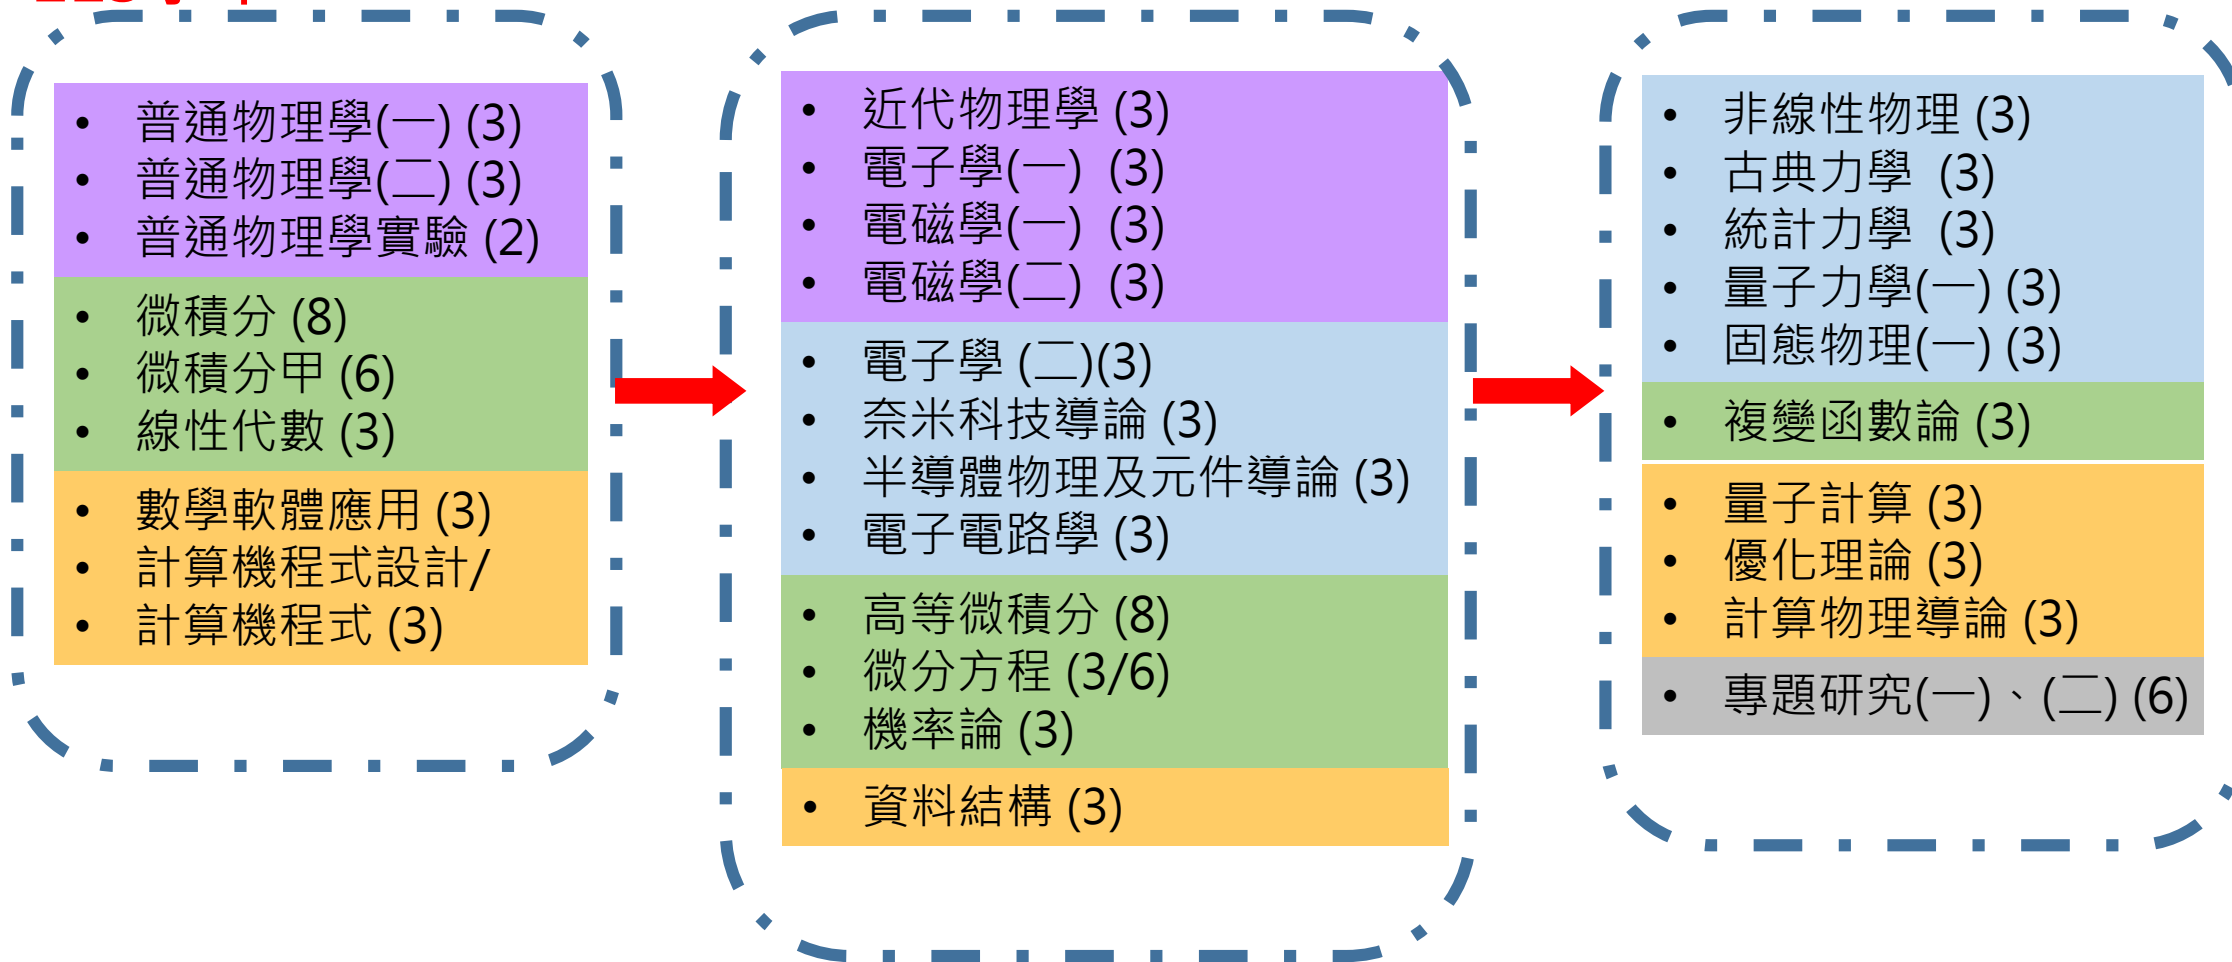 • 普通物理學(一) (3)
• 普通物理學(二) (3)
• 普通物理學實驗 (2)
• 微積分 (8)
• 微積分甲 (6)
• 線性代數 (3)
• 數學軟體應用 (3)
• 計算機程式設計/
• 計算機程式 (3)
• 近代物理學 (3)
• 電子學(一) (3)
• 電磁學(一) (3)
• 電磁學(二) (3)
• 電子學 (二)(3)
• 奈米科技導論 (3)
• 半導體物理及元件導論 (3)
• 電子電路學 (3)
• 高等微積分 (8)
• 微分方程 (3/6)
• 機率論 (3)
• 資料結構 (3)
• 非線性物理 (3)
• 古典力學 (3)
• 統計力學 (3)
• 量子力學(一) (3)
• 固態物理(一) (3)
• 複變函數論 (3)
• 量子計算 (3)
• 優化理論 (3)
• 計算物理導論 (3)
• 專題研究(一)、(二) (6)